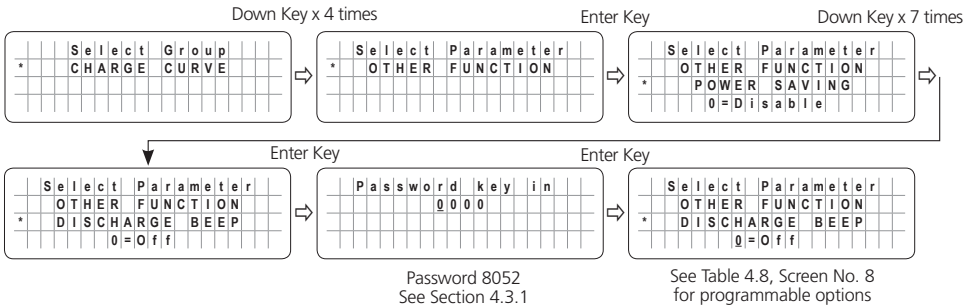 Down Key x 4 times
Enter Key
Down Key x 7 times
Select Group
* CHARGE CURVE
Select Parameter
* OTHER FUNCTION
Select Parameter
OTHER FUNCTION
* POWER SAVING
0=Disable
Enter Key
Enter Key
Select Parameter
OTHER FUNCTION
* DISCHARGE BEEP
0=Off
Password key in
0000
Select Parameter
OTHER FUNCTION
* DISCHARGE BEEP
0=Off
Password 8052
See Section 4.3.1
See Table 4.8, Screen No. 8
for programmable options